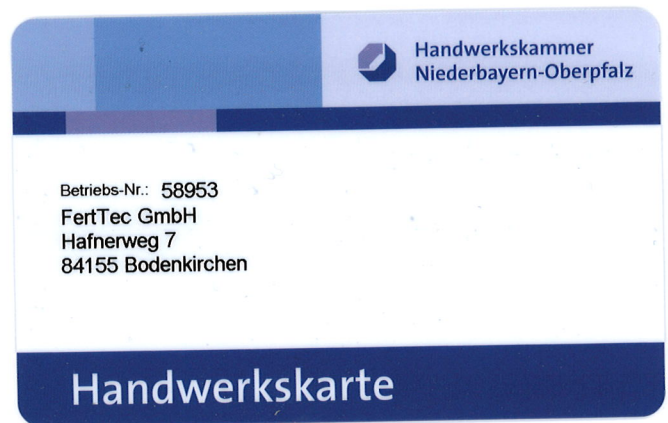 Handwerkskammer
Niederbayern-Oberpfalz
Betriebs-Nr.: 58953
FertTec GmbH
Hafnerweg 7
84155 Bodenkirchen
Handwerkskarte